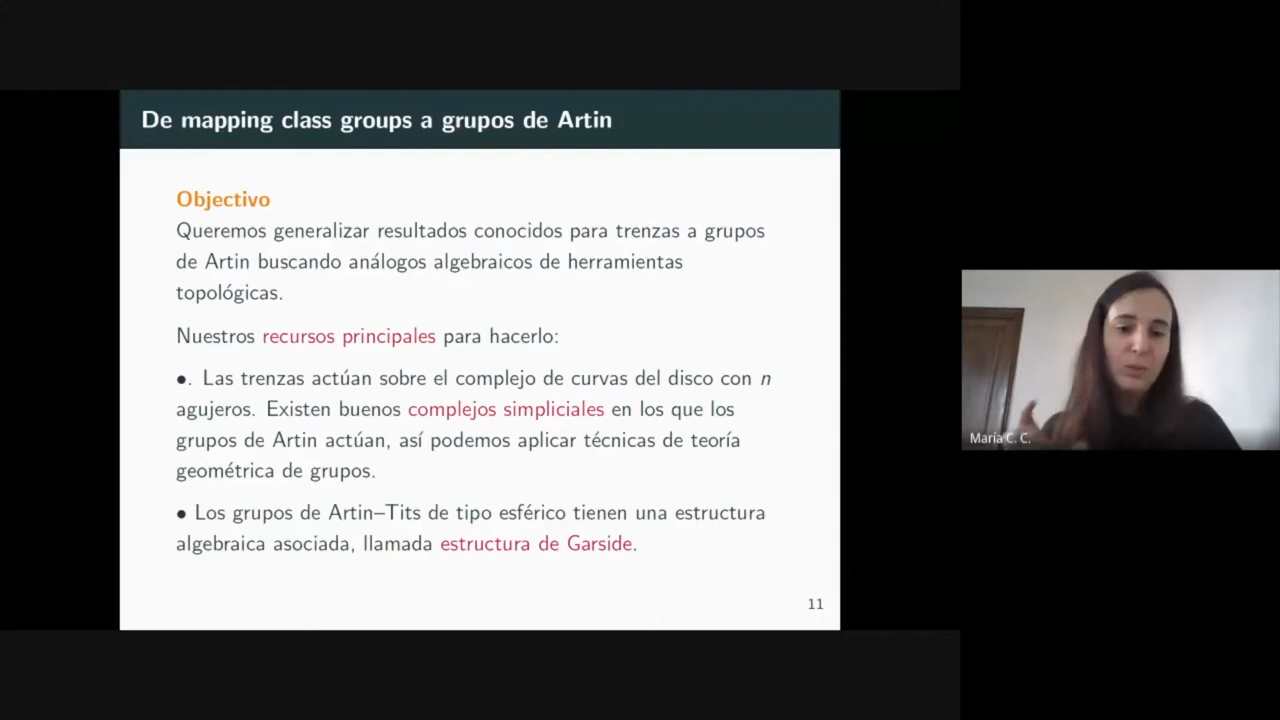 De mapping class groups a grupos de Artin
Objectivo
Queremos generalizar resultados conocidos para trenzas a grupos
de Artin buscando análogos algebraicos de herramientas
topológicas.
Nuestros recursos principales para hacerlo:
•. Las trenzas actúan sobre el complejo de curvas del disco con n
agujeros. Existen buenos complejos simpliciales en los que los
grupos de Artin actúan, así podemos aplicar técnicas de teoría
geométrica de grupos.
• Los grupos de Artin–Tits de tipo esférico tienen una estructura
algebraica asociada, llamada estructura de Garside.
11
María C. C.